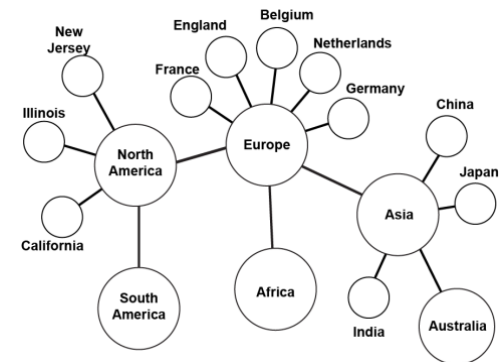 Belgium
England
New
Jersey
Netherlands
France
Germany
China
Illinois
North
America
Europe
Japan
Asia
California
South
America
Africa
India
Australia